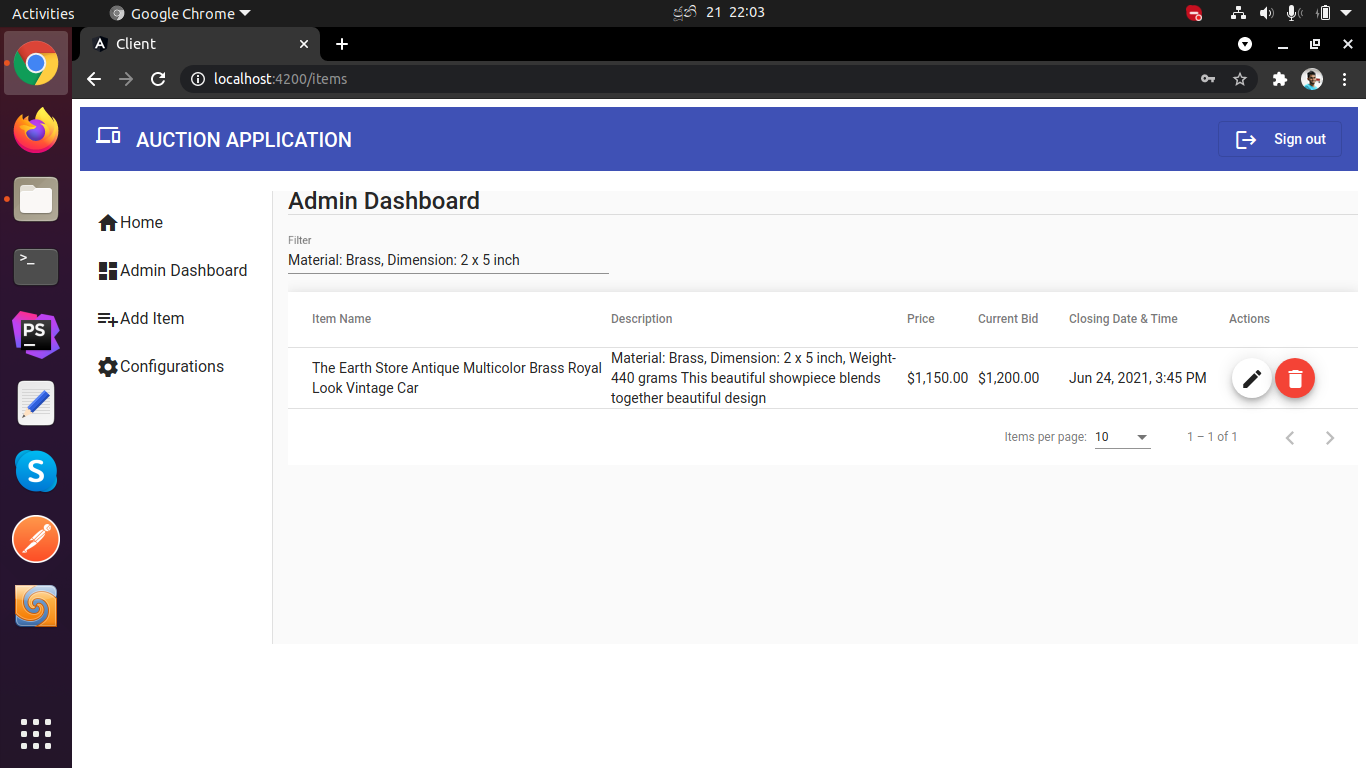 Activities
Google Chrome
ජූනි 21 22:03
Client
localhost:4200/items
AUCTION APPLICATION
Sign out
Home
Admin Dashboard
Add Item
Configurations
Admin Dashboard
Filter
Material: Brass, Dimension: 2 x 5 inch
Item Name
Description
Price
Current Bid
Closing Date & Time
Actions
The Earth Store Antique Multicolor Brass Royal
Look Vintage Car
Material: Brass, Dimension: 2 x 5 inch, Weight-
440 grams This beautiful showpiece blends
together beautiful design
$1,150.00
$1,200.00
Jun 24, 2021, 3:45 PM
Items per page:
10
1 – 1 of 1
>_
PS
S